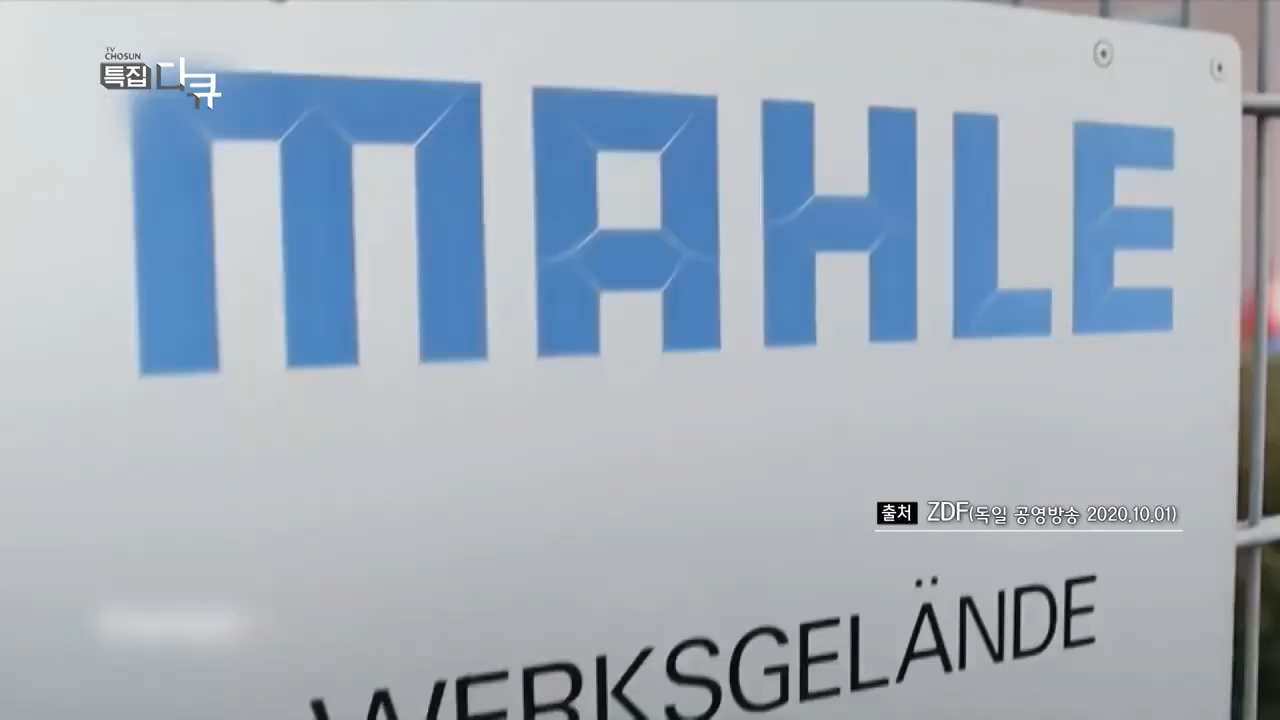 TV
CHOSUN
특집 다큐
MAHLE
출처 ZDF(독일 공영방송 2020.10.01)
WERKSGELÄNDE